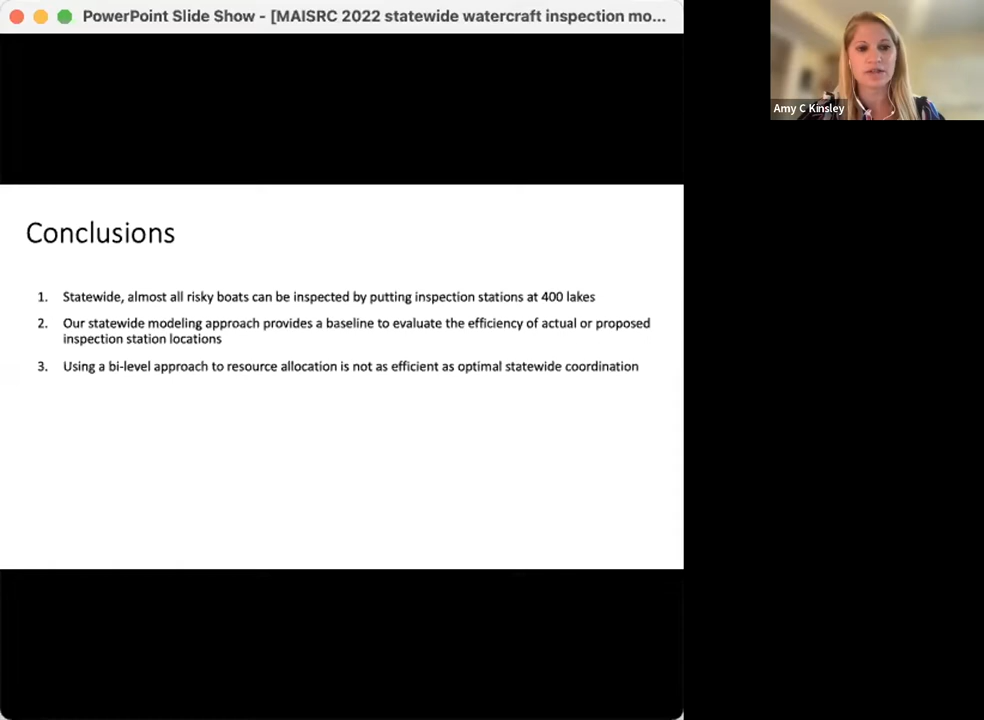 PowerPoint Slide Show - [MAISRC 2022 statewide watercraft inspection mo...
Amy C Kinsley
Conclusions
1. Statewide, almost all risky boats can be inspected by putting inspection stations at 400 lakes
2. Our statewide modeling approach provides a baseline to evaluate the efficiency of actual or proposed
inspection station locations
3. Using a bi-level approach to resource allocation is not as efficient as optimal statewide coordination